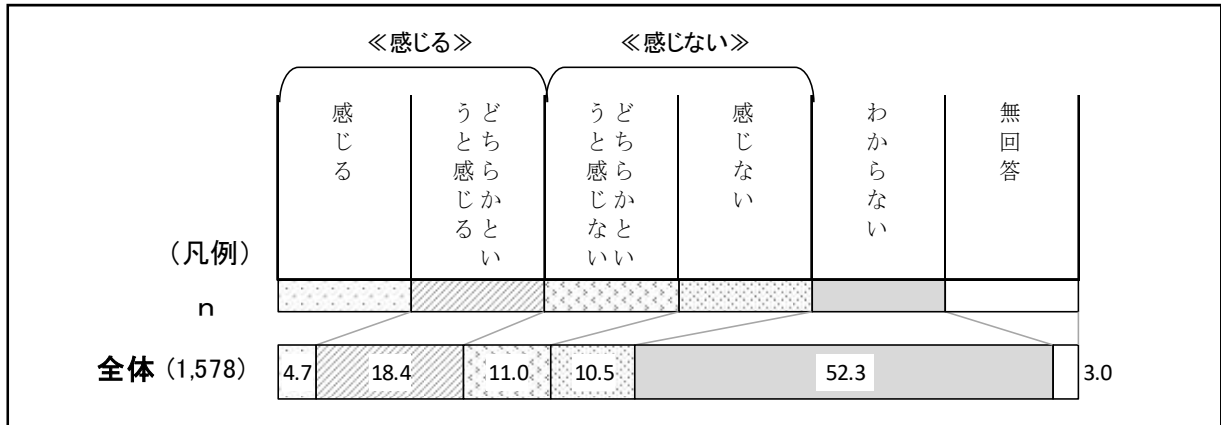 ≪感じる≫
≪感じない≫
感じる
どちらかとい
うと感じる
どちらかとい
うと感じない
感じない
わからない
無回答
(凡例)
n
全体 (1,578)
4.7
18.4
11.0
10.5
52.3
3.0